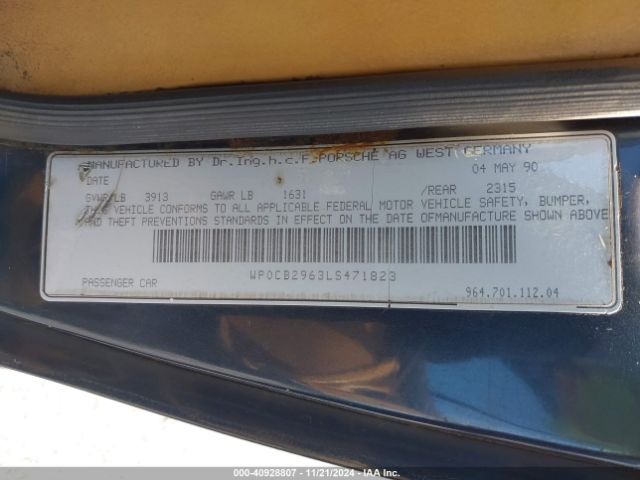 MANUFACTURED BY Dr.Ing.h.c.F.PORSCHE AG WEST GERMANY
DATE 04 MAY 90
GVWR/LB 3913 GAWR LB 1631 /REAR 2315
THIS VEHICLE CONFORMS TO ALL APPLICABLE FEDERAL MOTOR VEHICLE SAFETY, BUMPER,
AND THEFT PREVENTIONS STANDARDS IN EFFECT ON THE DATE OFMANUFACTURE SHOWN ABOVE
WP0CB2963LS471823
PASSENGER CAR
964.701.112.04
000-40928807 - 11/21/2024 - IAA Inc.